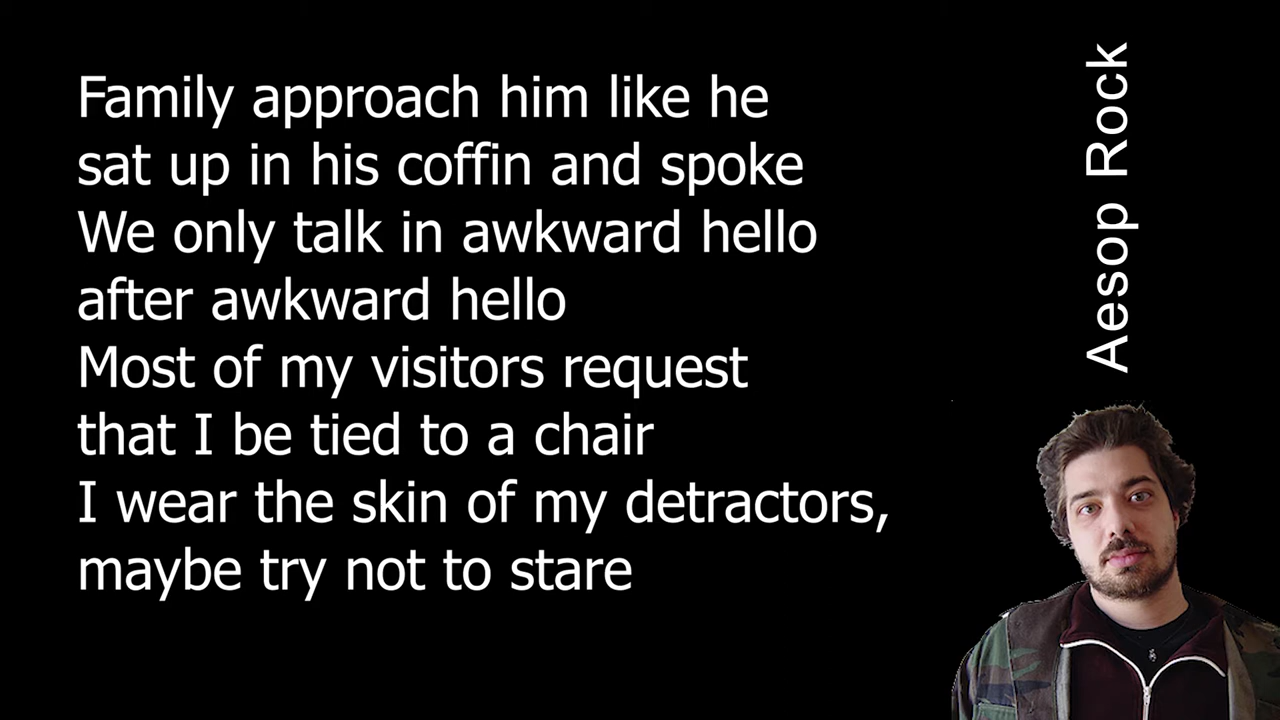 Family approach him like he
sat up in his coffin and spoke
We only talk in awkward hello
after awkward hello
Most of my visitors request
that I be tied to a chair
I wear the skin of my detractors,
maybe try not to stare
Aesop Rock